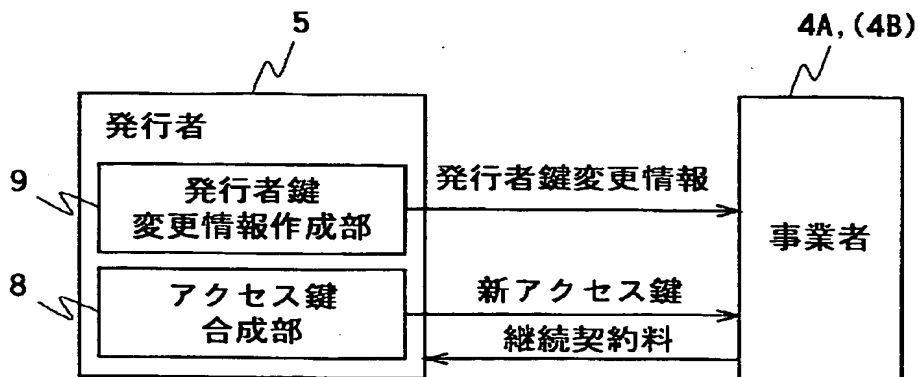 5
4A, (4B)
発行者
9
発行者鍵
変更情報作成部
発行者鍵変更情報
事業者
8
アクセス鍵
合成部
新アクセス鍵
継続契約料